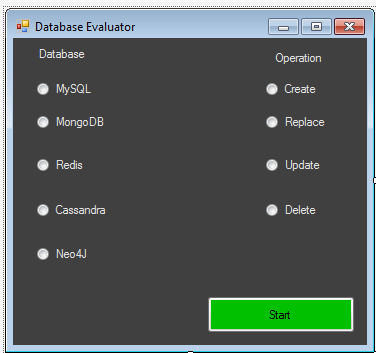 Database Evaluator
Database
Operation
MySQL
Create
MongoDB
Replace
Redis
Update
Cassandra
Delete
Neo4J
Start